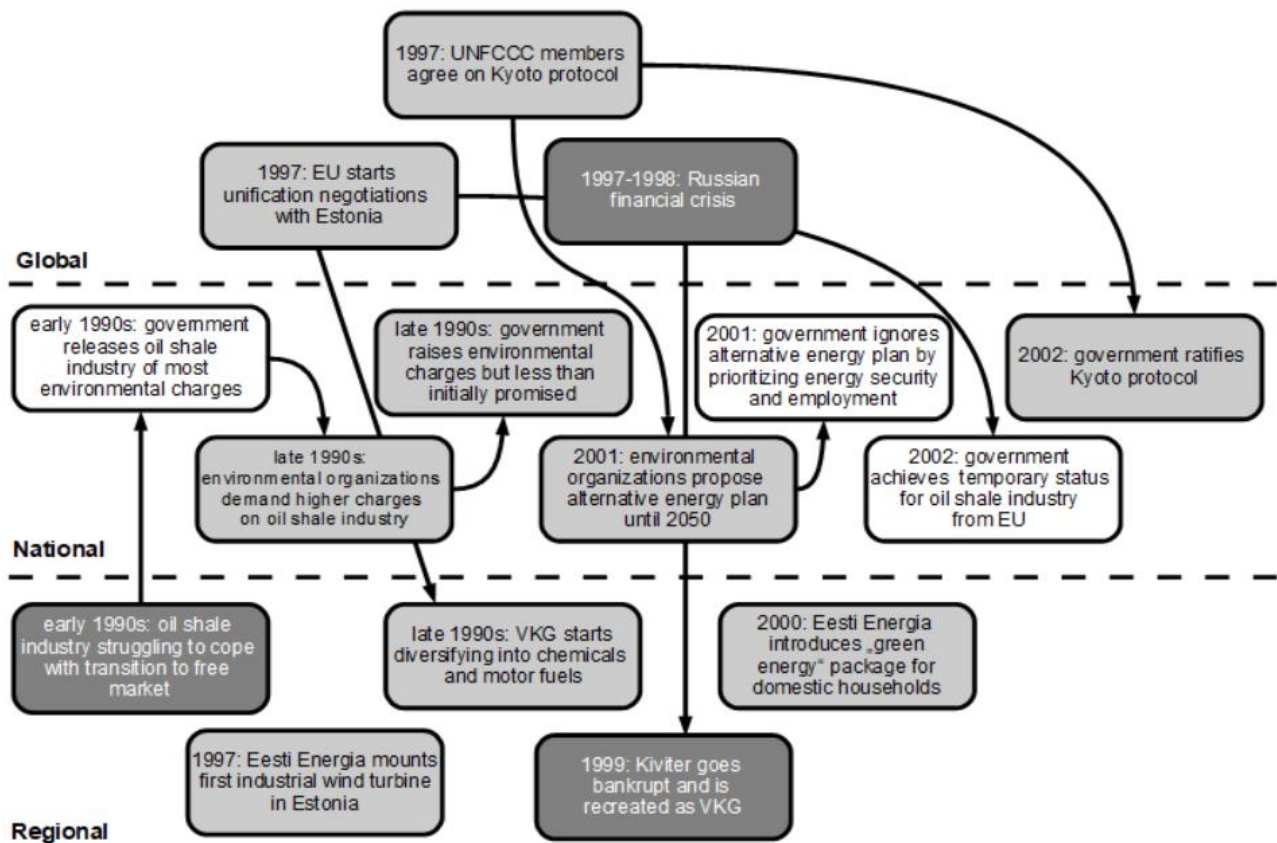 1997: UNFCCC members
agree on Kyoto protocol
1997: EU starts
unification negotiations
with Estonia
1997-1998: Russian
financial crisis
Global
early 1990s: government
releases oil shale
industry of most
environmental charges
late 1990s: government
raises environmental
charges but less than
initially promised
2001: government ignores
alternative energy plan by
prioritizing energy security
and employment
2002: government ratifies
Kyoto protocol
late 1990s:
environmental organizations
demand higher charges
on oil shale industry
2001: environmental
organizations propose
alternative energy plan
until 2050
2002: government
achieves temporary status
for oil shale industry
from EU
National
early 1990s: oil shale
industry struggling to cope
with transition to free
market
late 1990s: VKG starts
diversifying into chemicals
and motor fuels
2000: Eesti Energia
introduces „green
energy“ package for
domestic households
1997: Eesti Energia mounts
first industrial wind turbine
in Estonia
1999: Kiviter goes
bankrupt and is
recreated as VKG
Regional